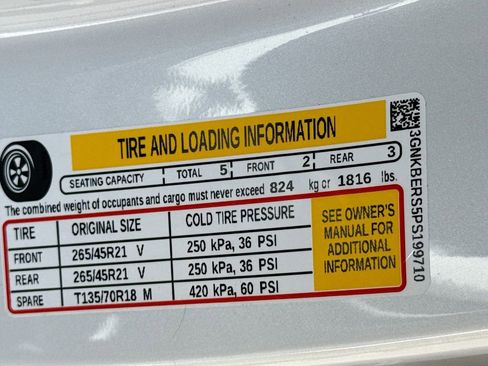 TIRE AND LOADING INFORMATION
SEATING CAPACITY TOTAL 5 FRONT 2 REAR 3
The combined weight of occupants and cargo must never exceed 824 kg or 1816 lbs.
TIRE ORIGINAL SIZE COLD TIRE PRESSURE
FRONT 265/45R21 V 250 kPa, 36 PSI
REAR 265/45R21 V 250 kPa, 36 PSI
SPARE T135/70R18 M 420 kPa, 60 PSI
SEE OWNER'S
MANUAL FOR
ADDITIONAL
INFORMATION
3GNKBERS5PS199710